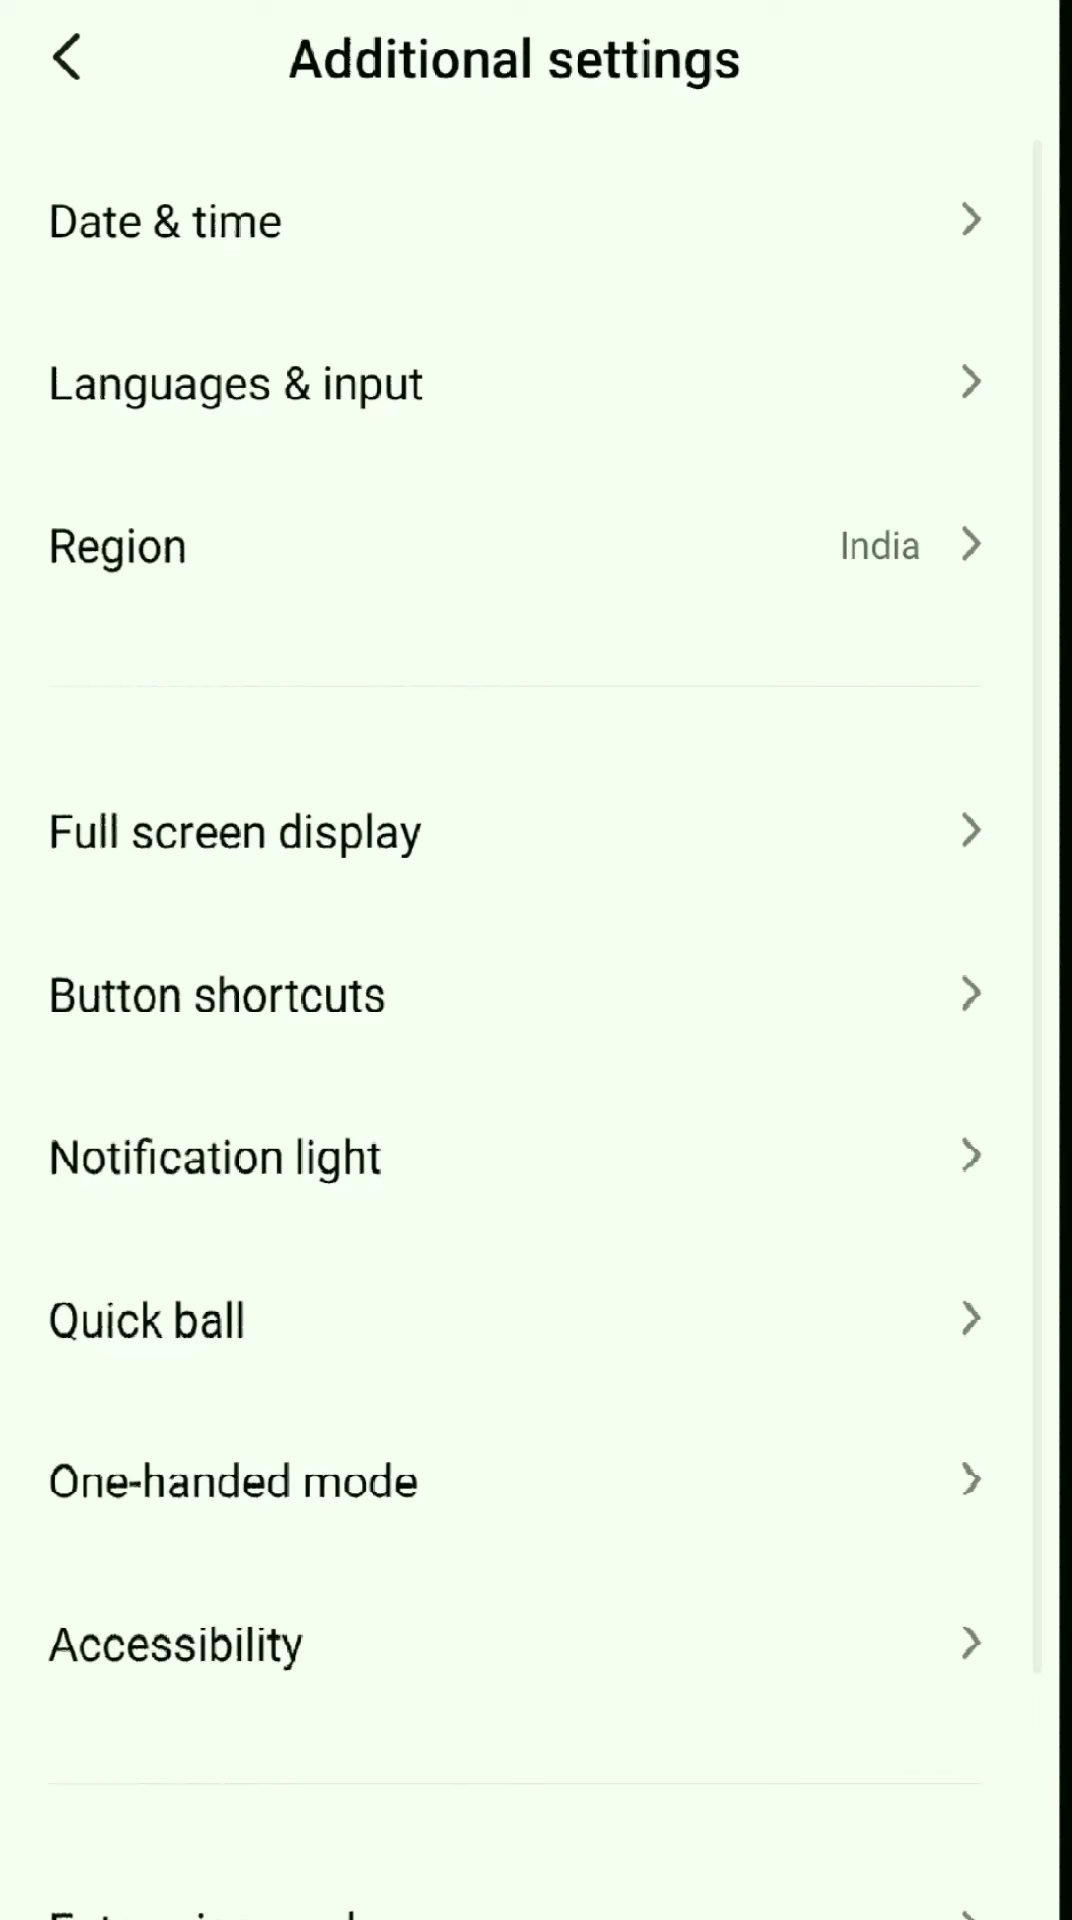 Additional settings
Date & time
Languages & input
Region
India
Full screen display
Button shortcuts
Notification light
Quick ball
One-handed mode
Accessibility